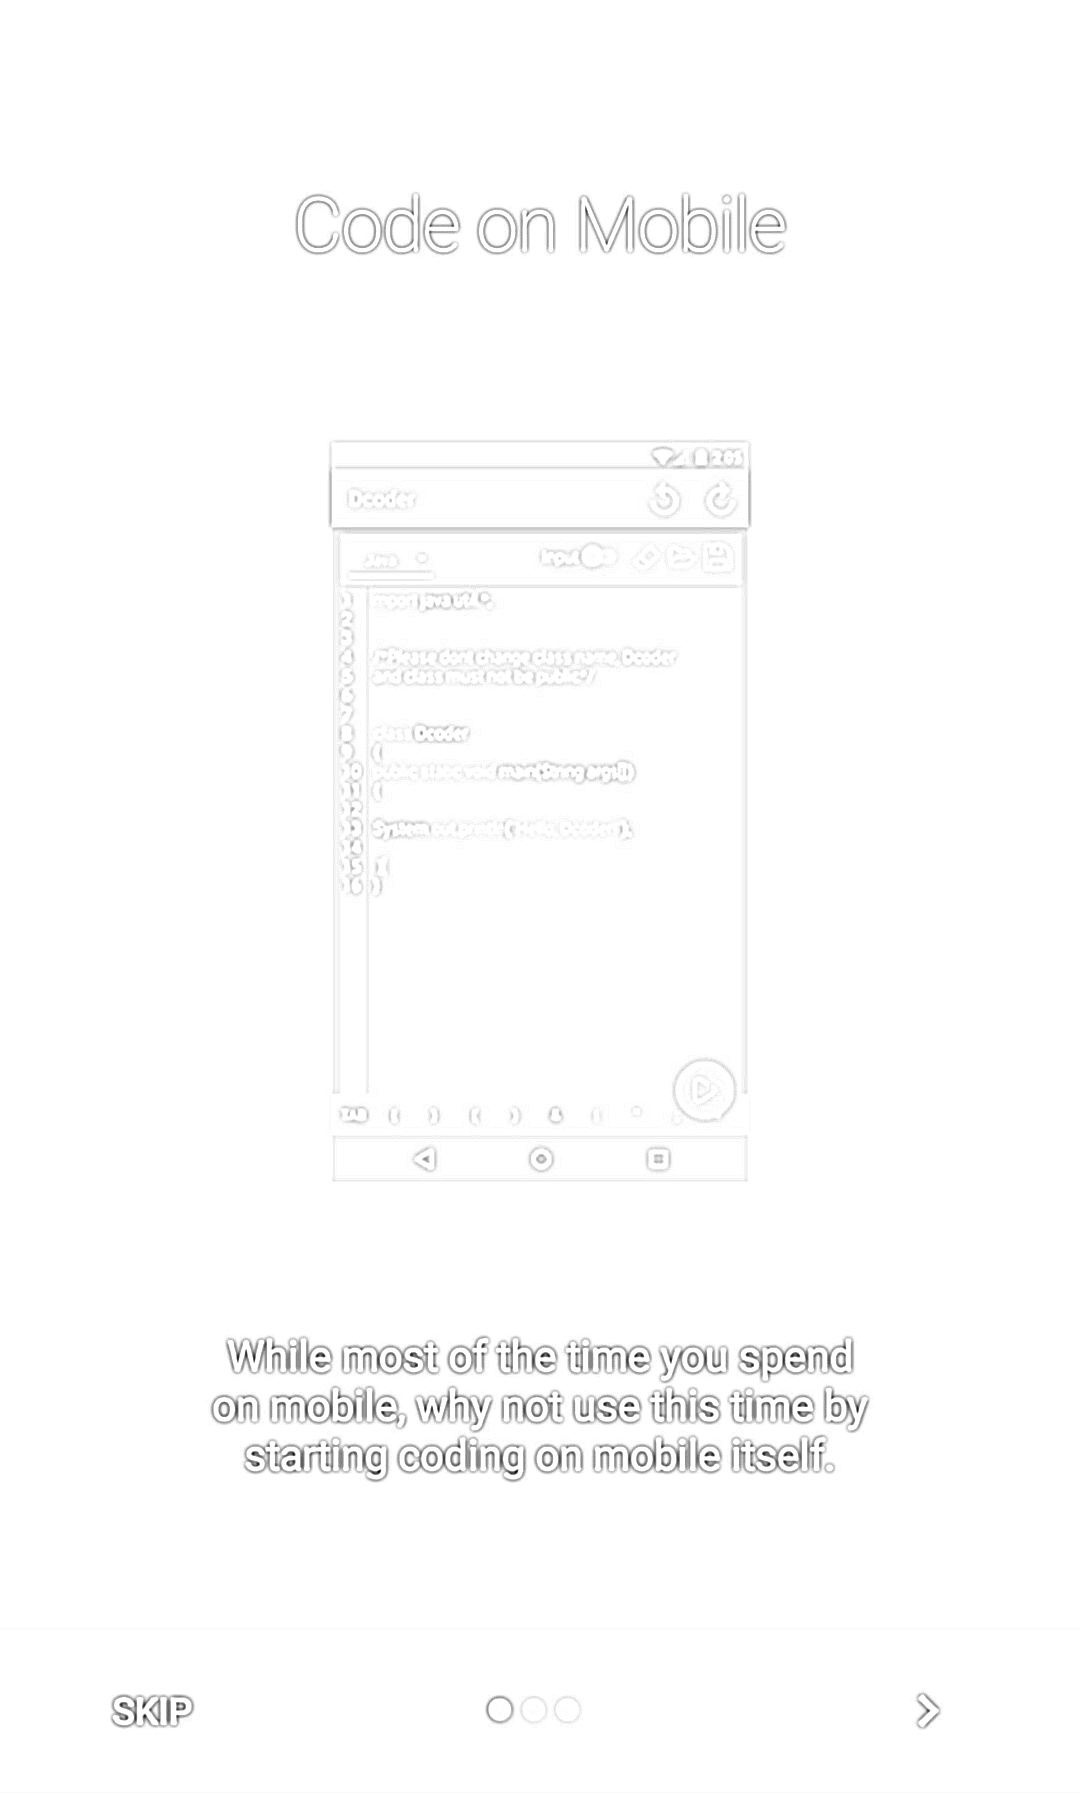 Code on Mobile
2:05
Dcoder
Java
Input
1 import java.util.*;
2
3
4 /*Please dont change class name, Dcoder
5 and class must not be public*/
6
7
8 class Dcoder
9 {
10 public static void main(String args[])
11 {
12
13 System.out.println("Hello, Dcoder!");
14
15 }
16 }
TAB { } ( )
While most of the time you spend
on mobile, why not use this time by
starting coding on mobile itself.
SKIP